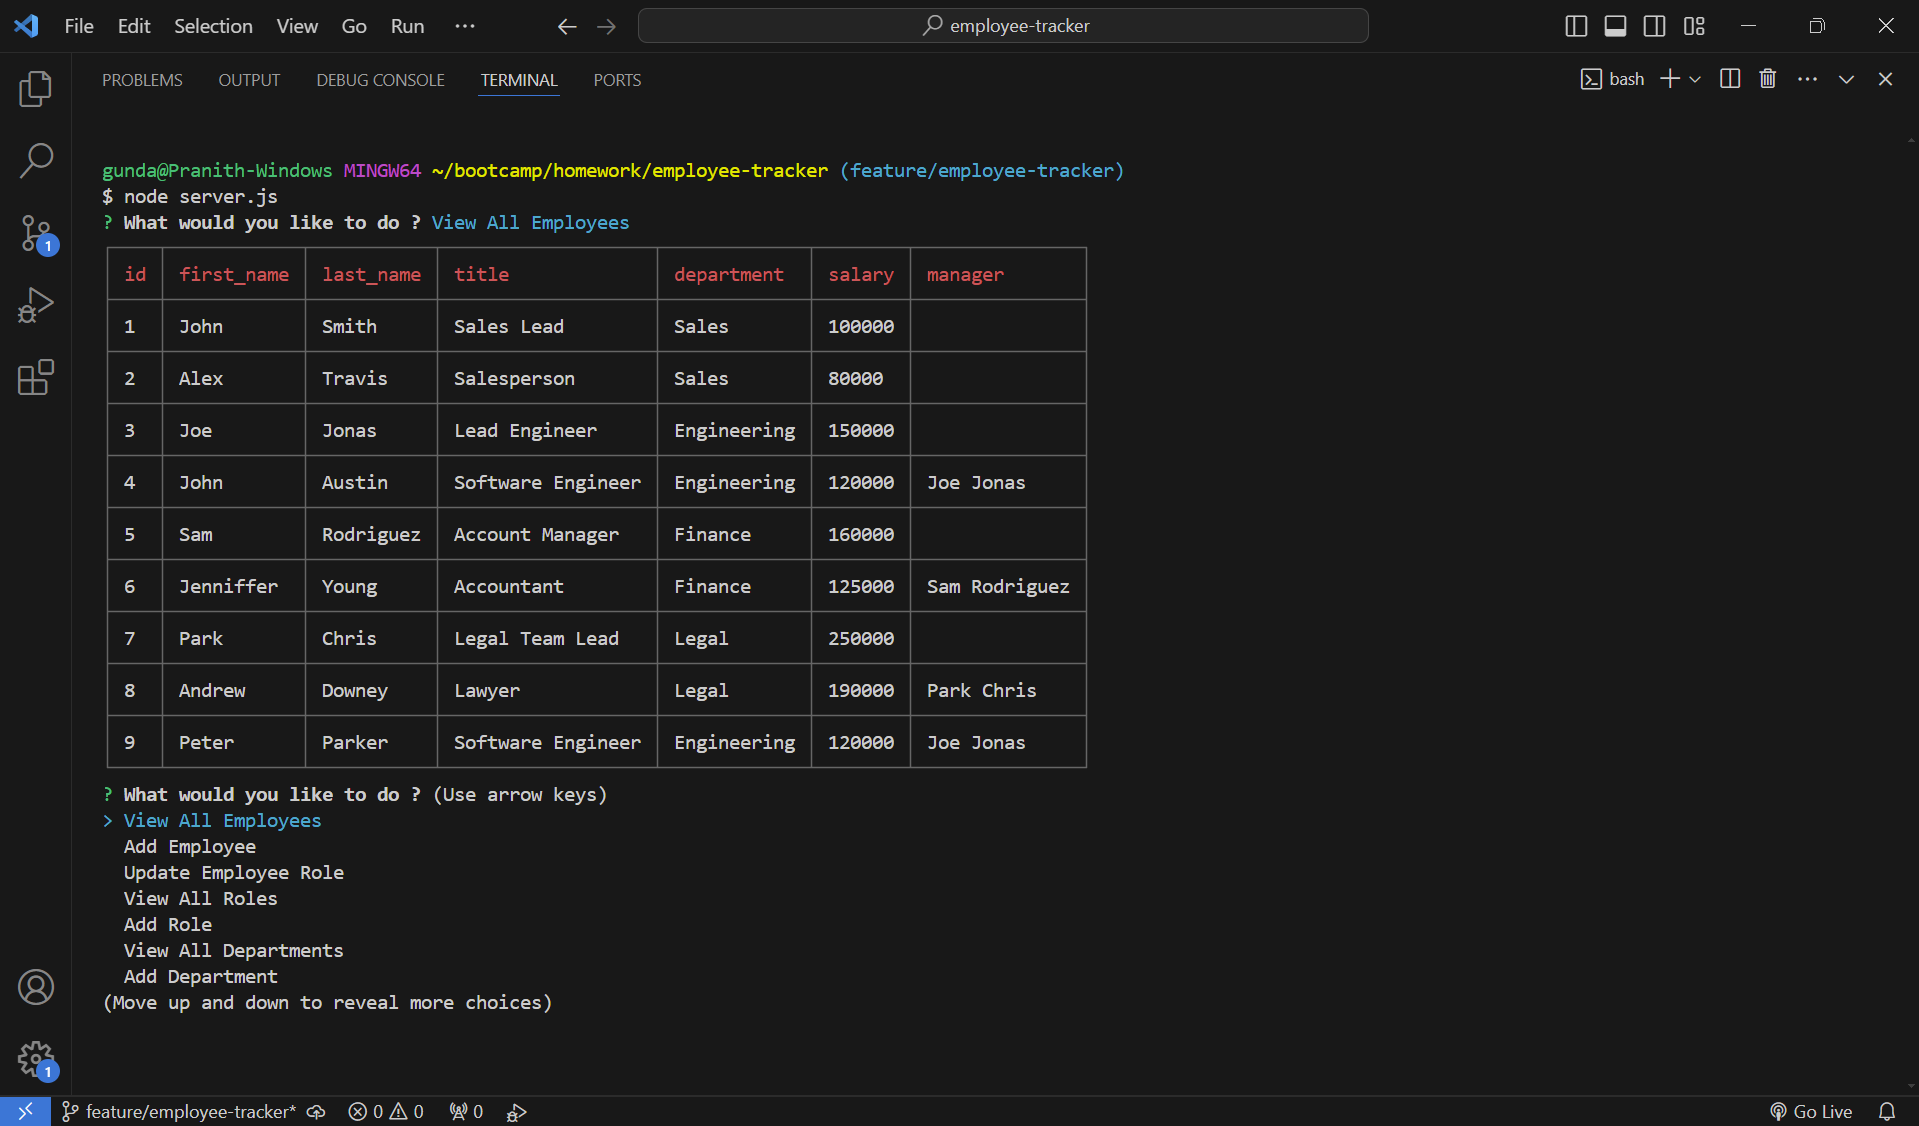 File Edit Selection View Go Run ··· employee-tracker
PROBLEMS OUTPUT DEBUG CONSOLE TERMINAL PORTS bash
gunda@Pranith-Windows MINGW64 ~/bootcamp/homework/employee-tracker (feature/employee-tracker)
$ node server.js
? What would you like to do ? View All Employees
id first_name last_name title department salary manager
1 John Smith Sales Lead Sales 100000
2 Alex Travis Salesperson Sales 80000
3 Joe Jonas Lead Engineer Engineering 150000
4 John Austin Software Engineer Engineering 120000 Joe Jonas
5 Sam Rodriguez Account Manager Finance 160000
6 Jenniffer Young Accountant Finance 125000 Sam Rodriguez
7 Park Chris Legal Team Lead Legal 250000
8 Andrew Downey Lawyer Legal 190000 Park Chris
9 Peter Parker Software Engineer Engineering 120000 Joe Jonas
? What would you like to do ? (Use arrow keys)
> View All Employees
Add Employee
Update Employee Role
View All Roles
Add Role
View All Departments
Add Department
(Move up and down to reveal more choices)
1
1
feature/employee-tracker* 0 0 0 Go Live